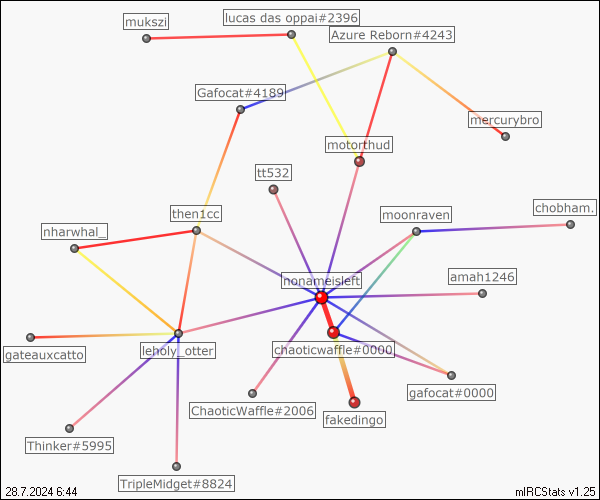 lucas das oppai#2396
mukszi
Azure Reborn#4243
Gafocat#4189
mercurybro
motorthud
tt532
then1cc
moonraven
chobham.
nharwhal_
nonameisleft
amah1246
gateauxcatto
leholy_otter
chaoticwaffle#0000
gafocat#0000
ChaoticWaffle#2006
fakedingo
Thinker#5995
TripleMidget#8824
28.7.2024 6:44
mIRCStats v1.25